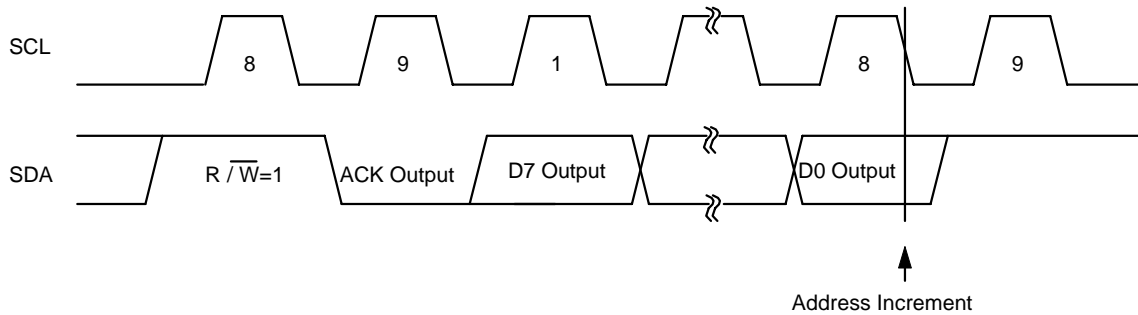 SCL
8 9 1 8 9
SDA
R / W̅=1 ACK Output D7 Output D0 Output
Address Increment